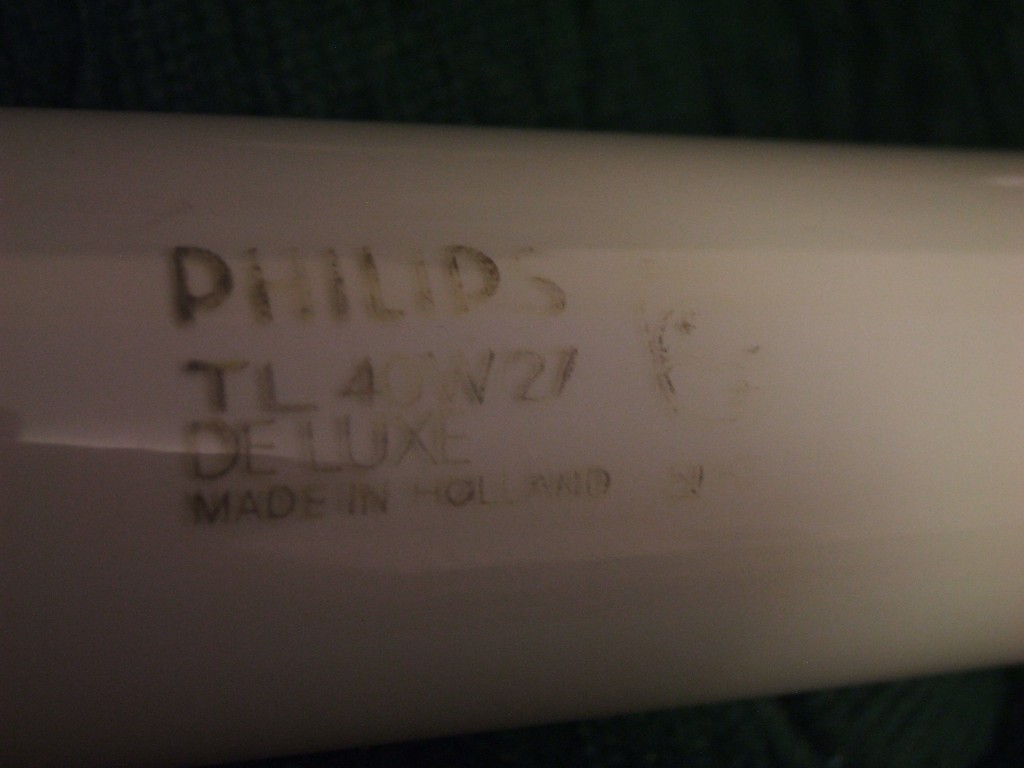 PHILIPS
TL 40W/27
DE LUXE
MADE IN HOLLAND